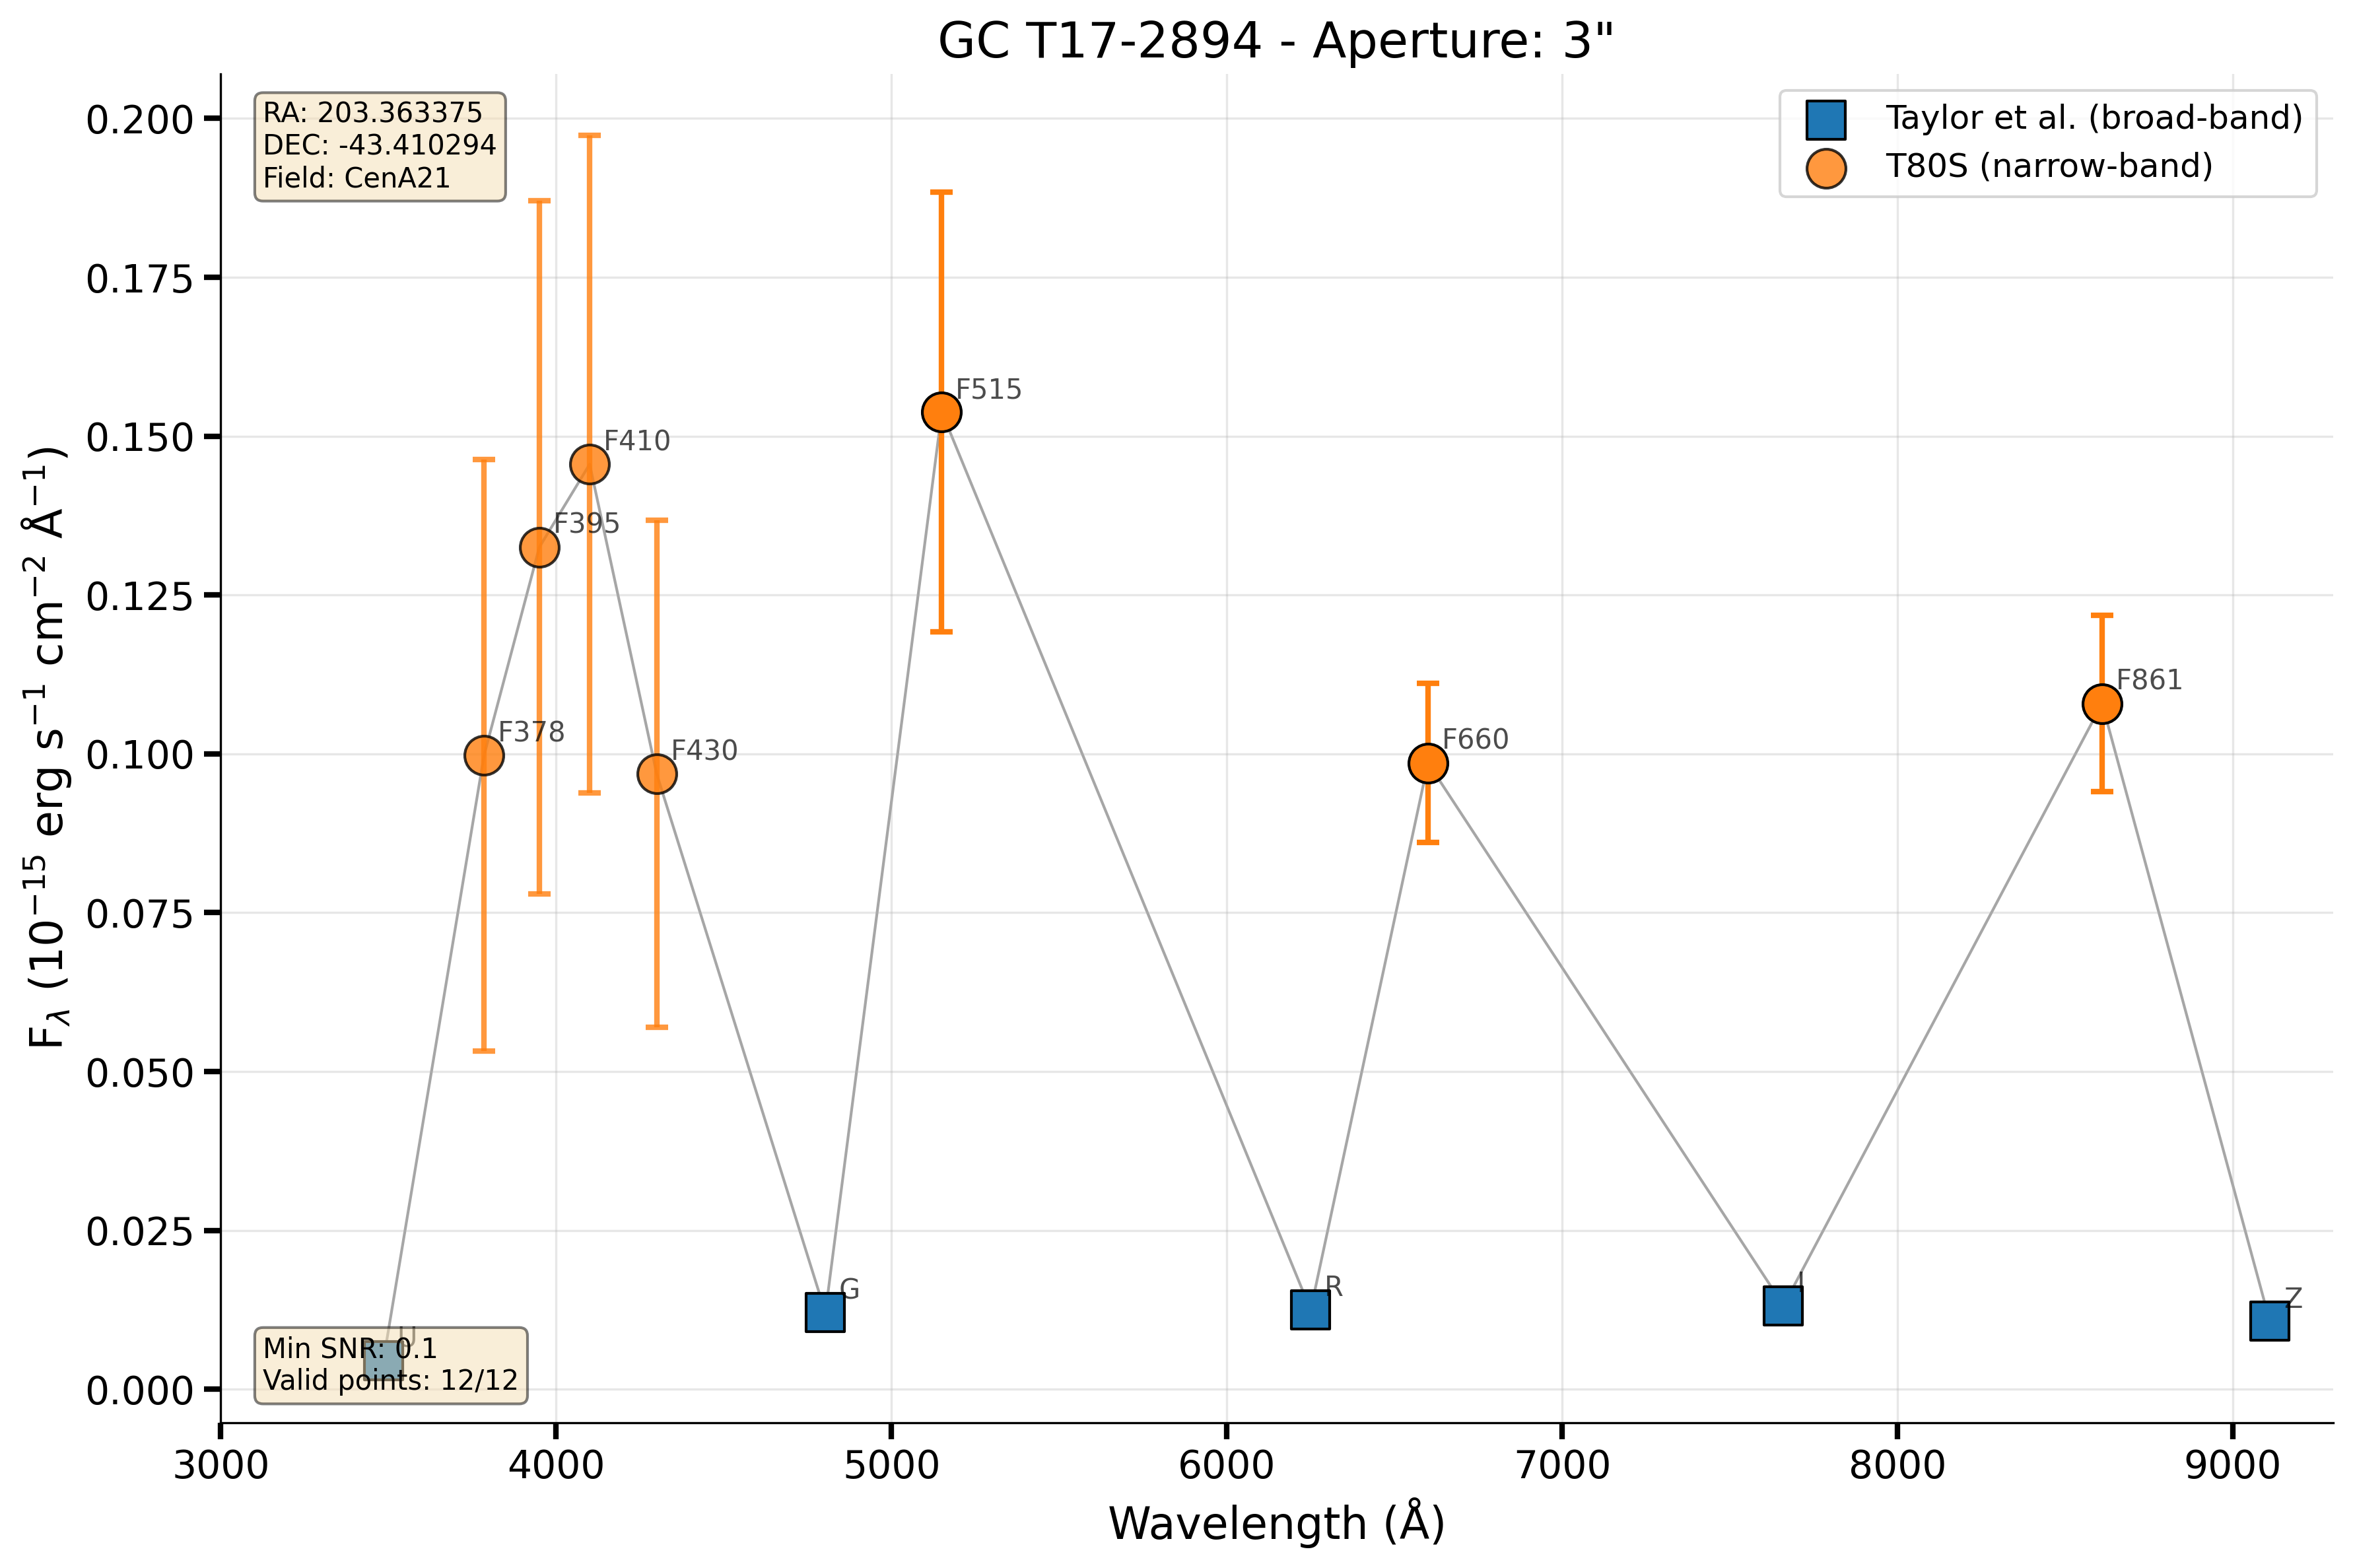 GC T17-2894 - Aperture: 3"
RA: 203.363375
DEC: -43.410294
Field: CenA21
Taylor et al. (broad-band)
T80S (narrow-band)
F_λ (10⁻¹⁵ erg s⁻¹ cm⁻² Å⁻¹)
0.200
0.175
0.150
0.125
0.100
0.075
0.050
0.025
0.000
U
F378
F395
F410
F430
G
F515
R
F660
I
F861
Z
Min SNR: 0.1
Valid points: 12/12
3000
4000
5000
6000
7000
8000
9000
Wavelength (Å)